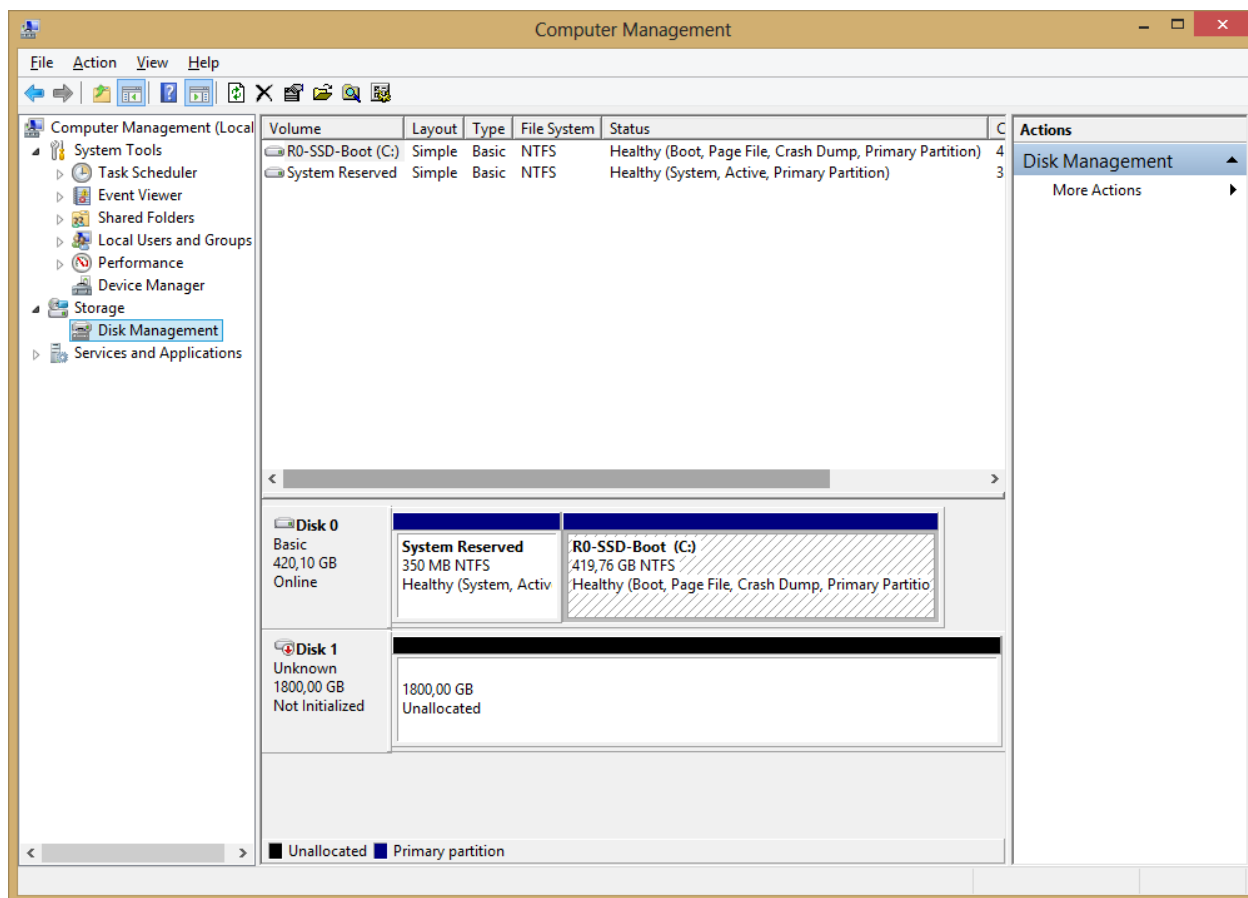 Computer Management
File Action View Help
Computer Management (Local
System Tools
Task Scheduler
Event Viewer
Shared Folders
Local Users and Groups
Performance
Device Manager
Storage
Disk Management
Services and Applications
Volume Layout Type File System Status C
R0-SSD-Boot (C:) Simple Basic NTFS Healthy (Boot, Page File, Crash Dump, Primary Partition) 4
System Reserved Simple Basic NTFS Healthy (System, Active, Primary Partition) 3
Disk 0
Basic
420,10 GB
Online
System Reserved
350 MB NTFS
Healthy (System, Activ
R0-SSD-Boot (C:)
419,76 GB NTFS
Healthy (Boot, Page File, Crash Dump, Primary Partitio
Disk 1
Unknown
1800,00 GB
Not Initialized
1800,00 GB
Unallocated
Unallocated Primary partition
Actions
Disk Management
More Actions